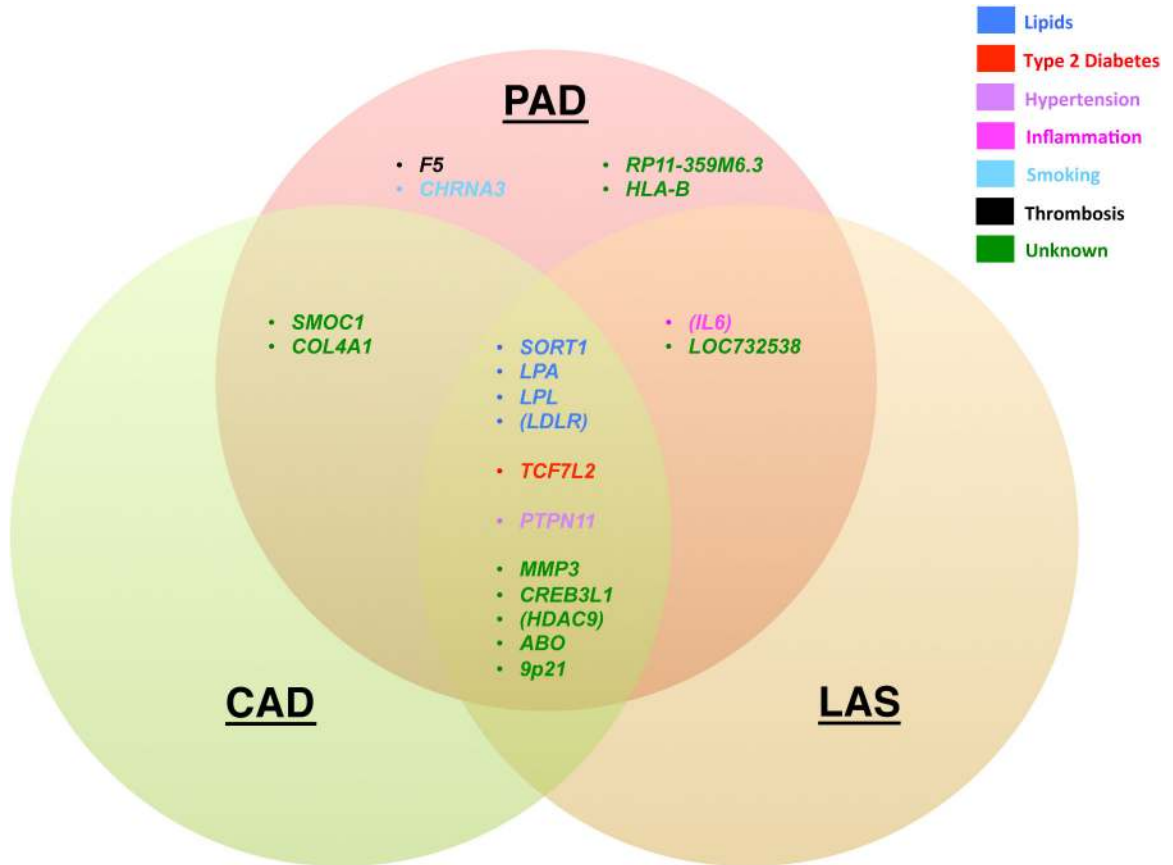 PAD
• F5
• CHRNA3
• RP11-359M6.3
• HLA-B
• SMOC1
• COL4A1
• SORT1
• LPA
• LPL
• (LDLR)
• TCF7L2
• PTPN11
• MMP3
• CREB3L1
• (HDAC9)
• ABO
• 9p21
• (IL6)
• LOC732538
CAD
LAS
Lipids
Type 2 Diabetes
Hypertension
Inflammation
Smoking
Thrombosis
Unknown